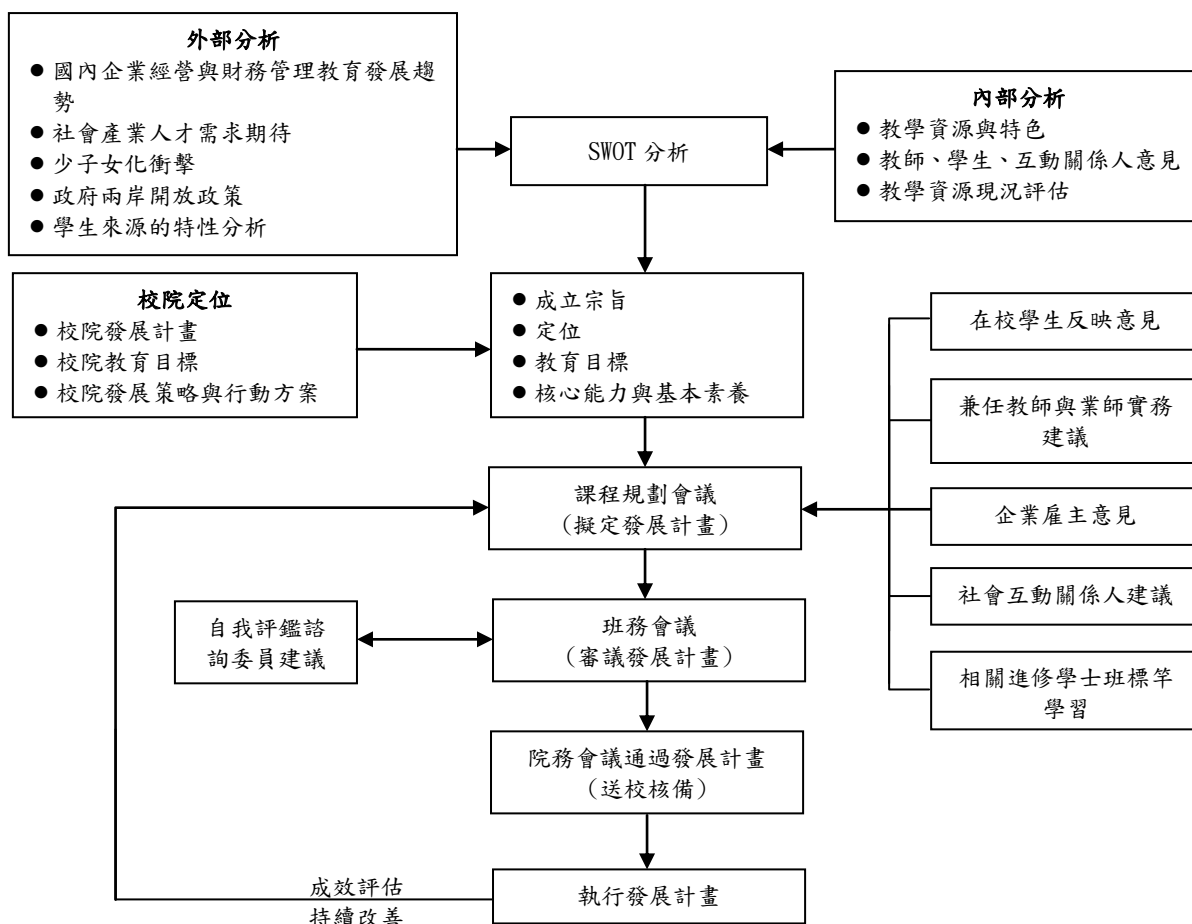 外部分析
● 國內企業經營與財務管理教育發展趨
勢
● 社會產業人才需求期待
● 少子女化衝擊
● 政府兩岸開放政策
● 學生來源的特性分析
SWOT 分析
內部分析
● 教學資源與特色
● 教師、學生、互動關係人意見
● 教學資源現況評估
校院定位
● 校院發展計畫
● 校院教育目標
● 校院發展策略與行動方案
● 成立宗旨
● 定位
● 教育目標
● 核心能力與基本素養
在校學生反映意見
兼任教師與業師實務
建議
企業雇主意見
社會互動關係人建議
相關進修學士班標竿
學習
課程規劃會議
(擬定發展計畫)
自我評鑑諮
詢委員建議
班務會議
(審議發展計畫)
院務會議通過發展計畫
(送校核備)
成效評估
持續改善
執行發展計畫